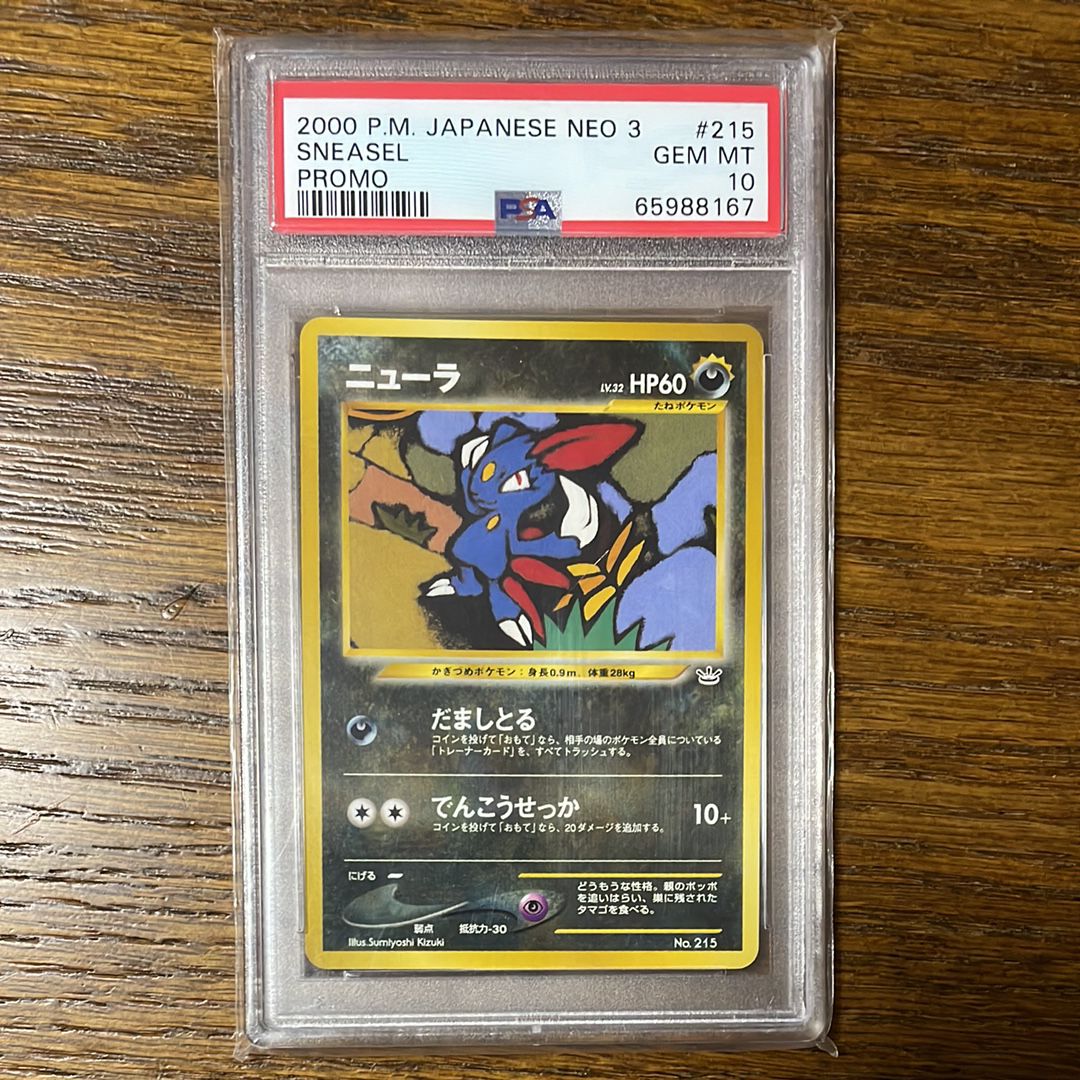 2000 P.M. JAPANESE NEO 3 #215
SNEASEL GEM MT
PROMO 10
PSA 65988167
ニューラ LV.32 HP60
たねポケモン
かぎづめポケモン：身長0.9m、体重28kg
だましとる
コインを投げて「おもて」なら、相手の場のポケモン全員についている
「トレーナーカード」を、すべてトラッシュする。
でんこうせっか 10+
コインを投げて「おもて」なら、20ダメージを追加する。
にげる
弱点 抵抗力-30
どうもうな性格。親のポッポ
を追いはらい、巣に残された
タマゴを食べる。
Illus.Sumiyoshi Kizuki No.215